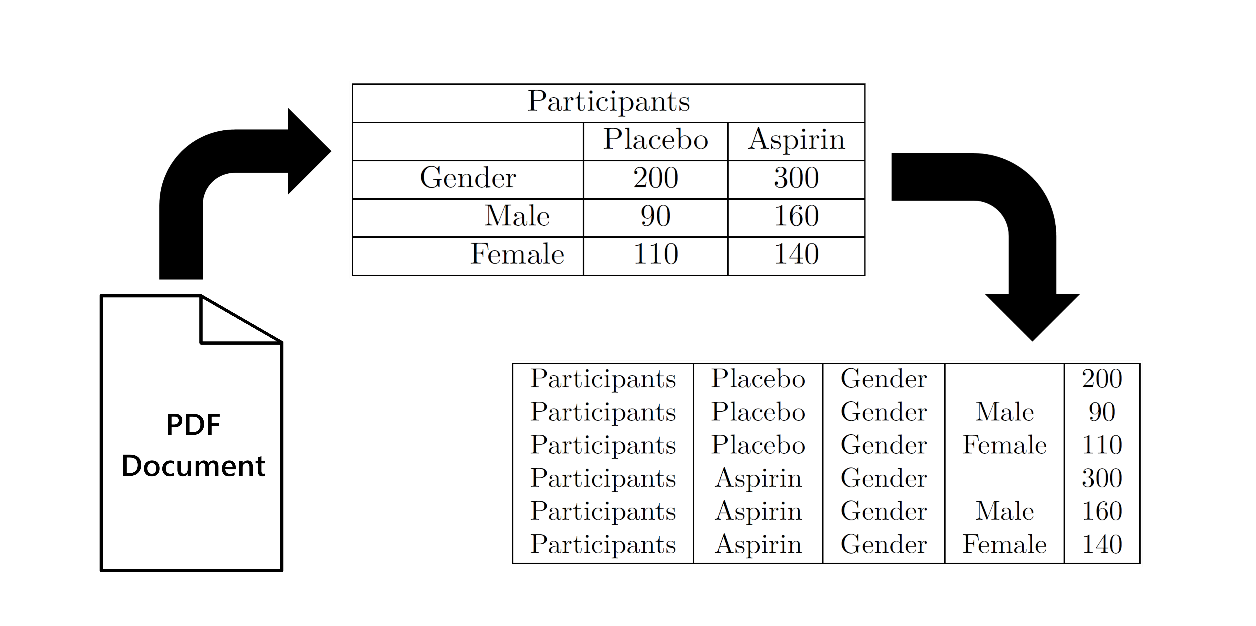 Participants
Placebo Aspirin
Gender 200 300
Male 90 160
Female 110 140
PDF
Document
Participants Placebo Gender 200
Participants Placebo Gender Male 90
Participants Placebo Gender Female 110
Participants Aspirin Gender 300
Participants Aspirin Gender Male 160
Participants Aspirin Gender Female 140